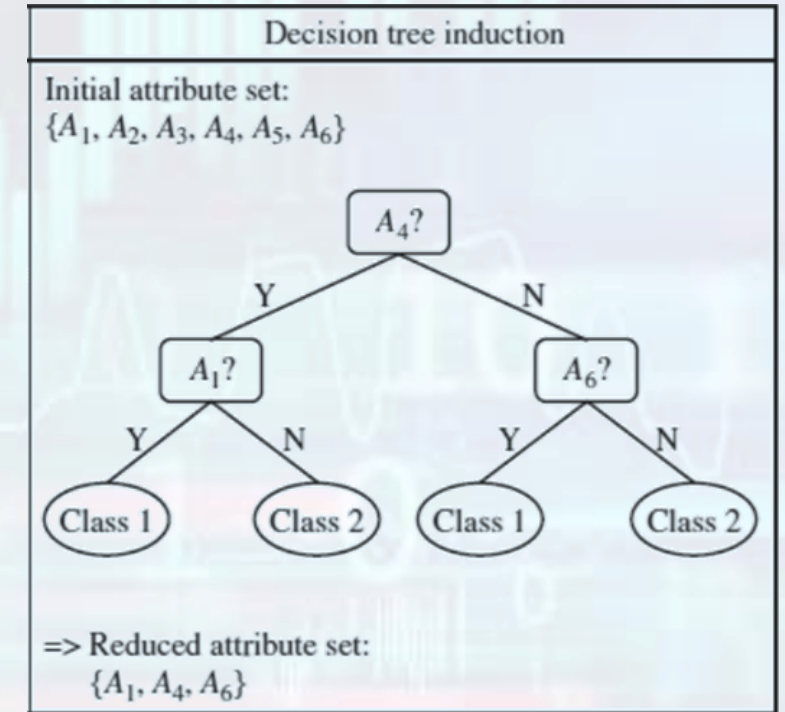 Decision tree induction
Initial attribute set:
{A₁, A₂, A₃, A₄, A₅, A₆}
A₄?
Y N
A₁? A₆?
Y N Y N
Class 1 Class 2 Class 1 Class 2
=> Reduced attribute set:
{A₁, A₄, A₆}